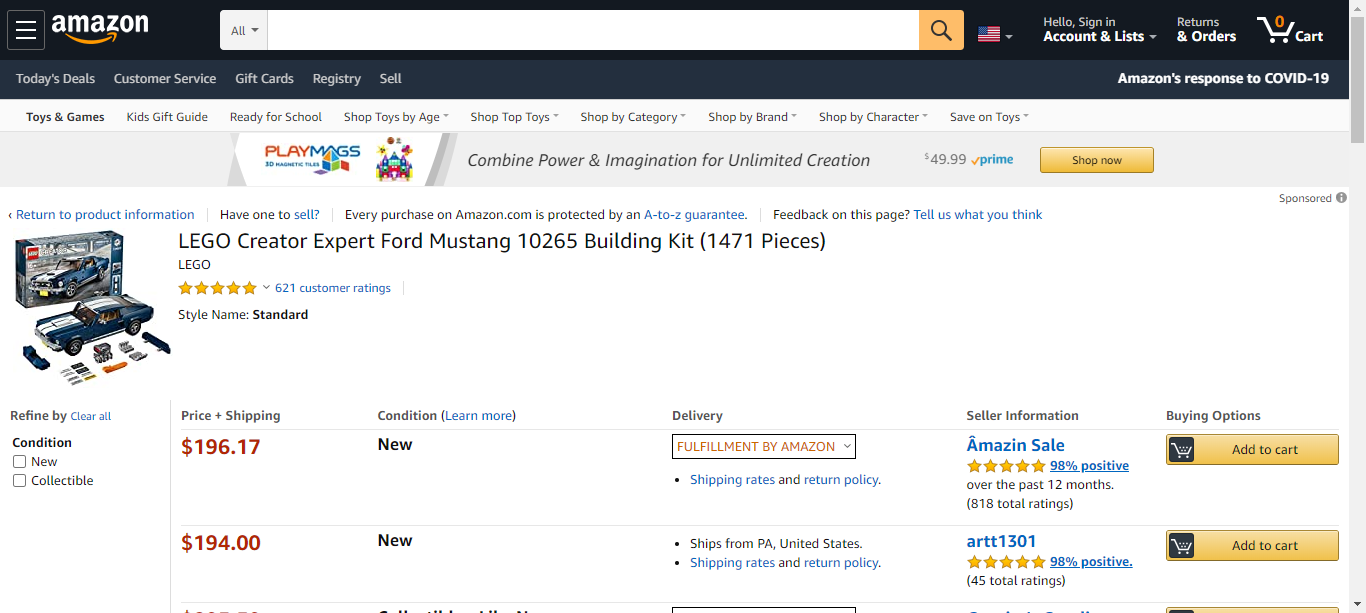 amazon
All
Hello, Sign in
Account & Lists
Returns
& Orders
0
Cart
Today's Deals Customer Service Gift Cards Registry Sell
Amazon's response to COVID-19
Toys & Games Kids Gift Guide Ready for School Shop Toys by Age Shop Top Toys Shop by Category Shop by Brand Shop by Character Save on Toys
PLAYMAGS
3D MAGNETIC TILES
Combine Power & Imagination for Unlimited Creation
$49.99 prime
Shop now
Sponsored
‹ Return to product information Have one to sell? Every purchase on Amazon.com is protected by an A-to-z guarantee. Feedback on this page? Tell us what you think
LEGO Creator Expert Ford Mustang 10265 Building Kit (1471 Pieces)
LEGO
621 customer ratings
Style Name: Standard
Refine by Clear all
Condition
New
Collectible
Price + Shipping Condition (Learn more) Delivery Seller Information Buying Options
$196.17
New
FULFILLMENT BY AMAZON
• Shipping rates and return policy.
Âmazin Sale
98% positive
over the past 12 months.
(818 total ratings)
Add to cart
$194.00
New
• Ships from PA, United States.
• Shipping rates and return policy.
artt1301
98% positive.
(45 total ratings)
Add to cart